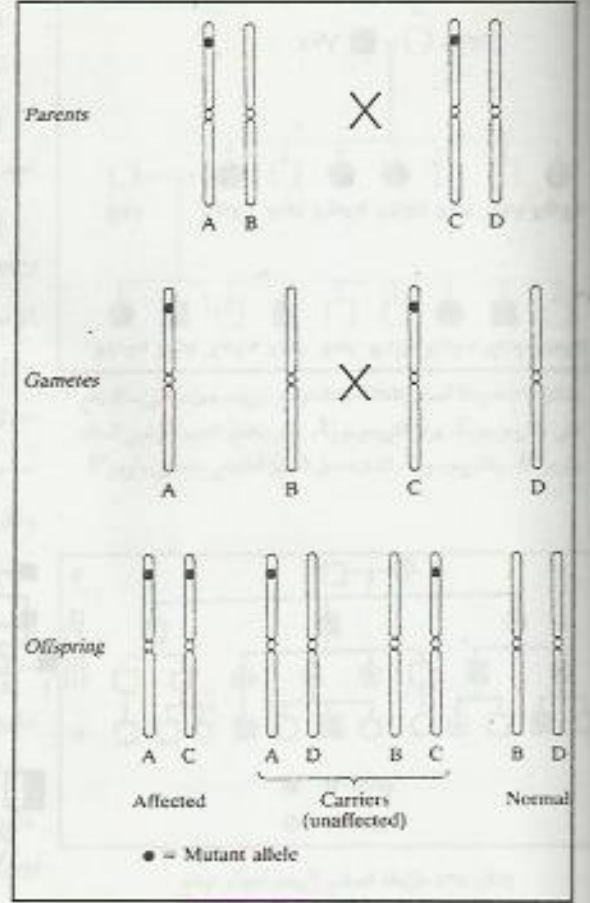 Parents
A B C D
Gametes
A B C D
Offspring
A C A D B C B D
Affected Carriers Normal
(unaffected)
● = Mutant allele